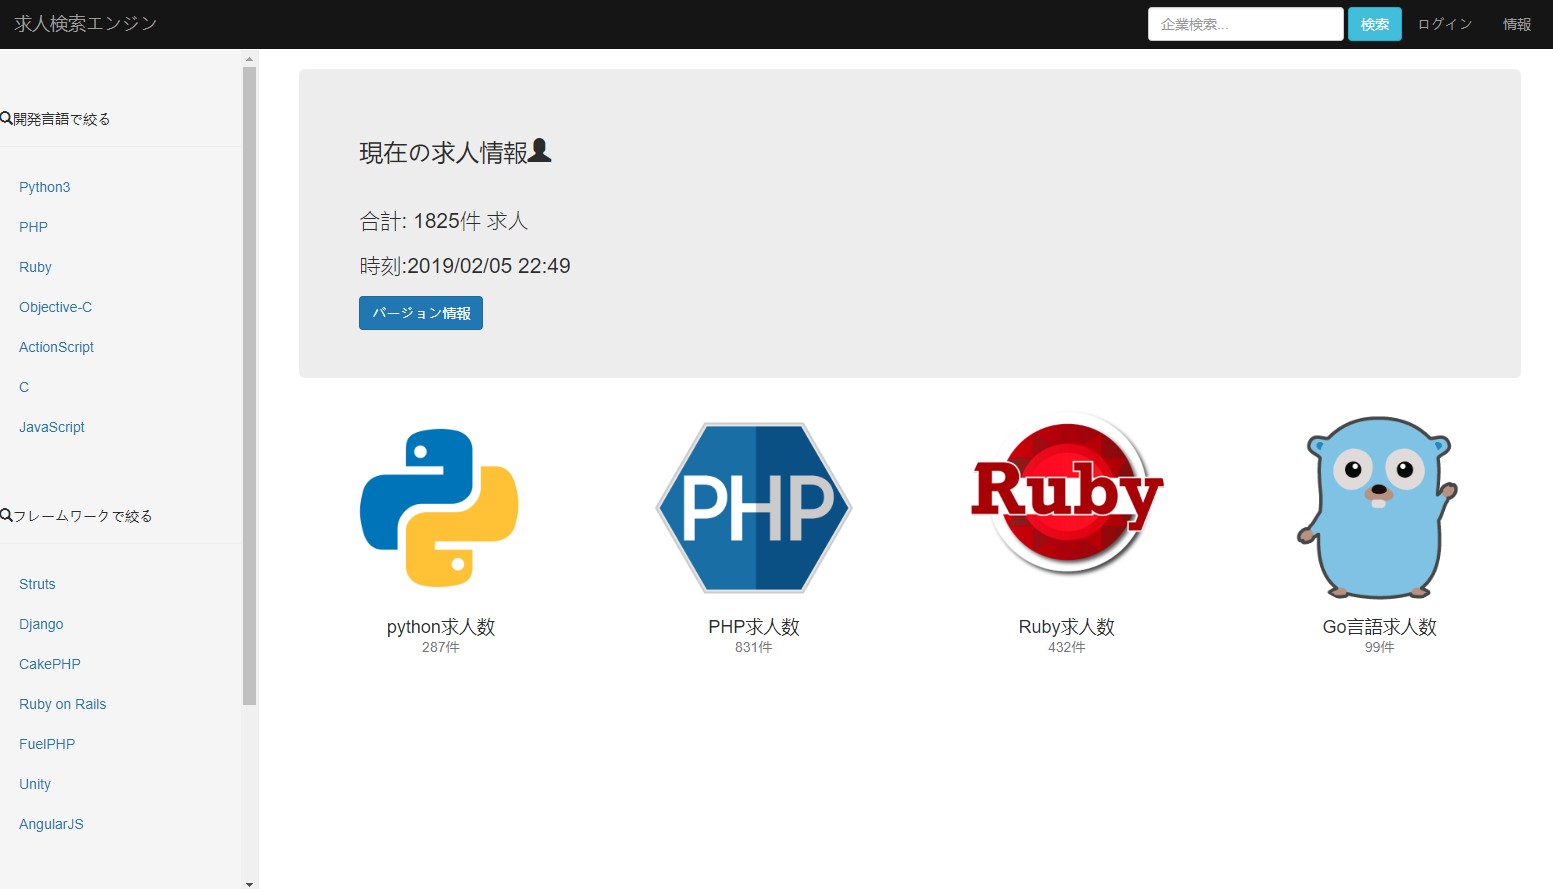 求人検索エンジン
企業検索...
検索
ログイン
情報
開発言語で絞る
Python3
PHP
Ruby
Objective-C
ActionScript
C
JavaScript
フレームワークで絞る
Struts
Django
CakePHP
Ruby on Rails
FuelPHP
Unity
AngularJS
現在の求人情報
合計: 1825件 求人
時刻:2019/02/05 22:49
バージョン情報
PHP
Ruby
python求人数
287件
PHP求人数
831件
Ruby求人数
432件
Go言語求人数
99件